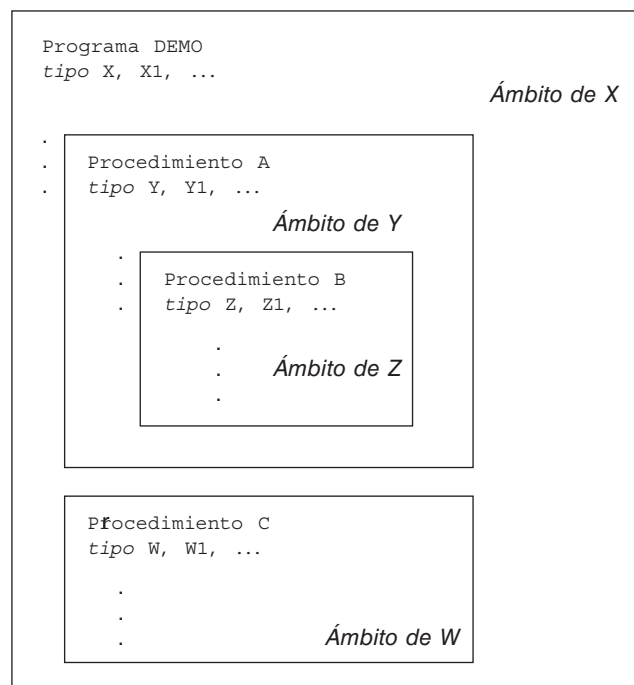 Programa DEMO
tipo X, X1, ...
Ámbito de X
.
.
.
Procedimiento A
tipo Y, Y1, ...
Ámbito de Y
.
.
.
Procedimiento B
tipo Z, Z1, ...
.
. Ámbito de Z
.
Procedimiento C
tipo W, W1, ...
.
.
. Ámbito de W